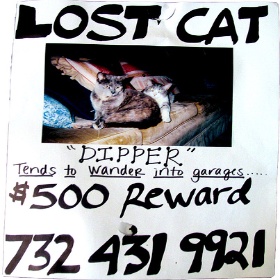 LOST CAT
"DIPPER"
Tends to wander into garages.....
$500 Reward
732 431 9921